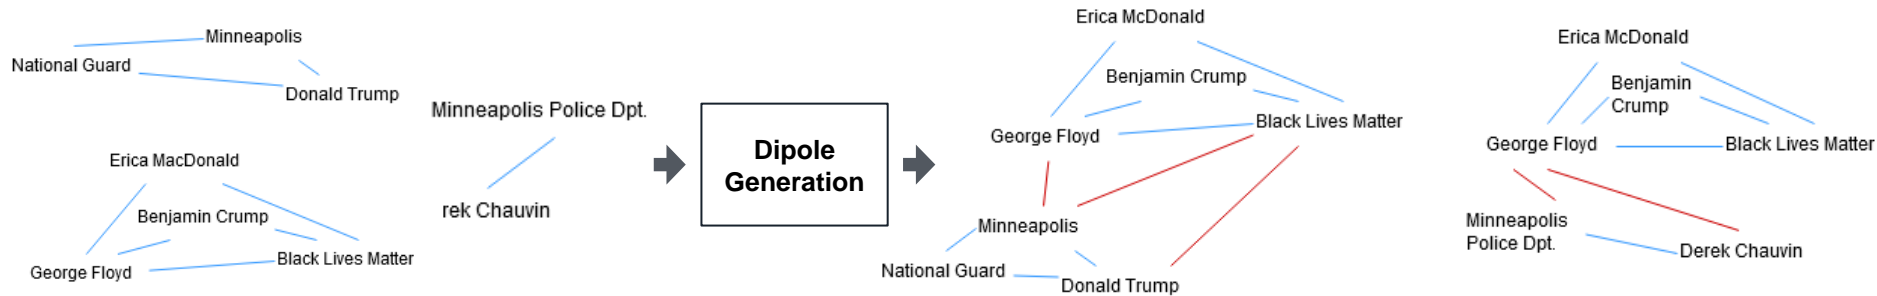 Minneapolis
National Guard
Donald Trump
Erica MacDonald
Benjamin Crump
Black Lives Matter
George Floyd
Minneapolis Police Dpt.
rek Chauvin
Dipole
Generation
Erica McDonald
Benjamin Crump
Black Lives Matter
George Floyd
Minneapolis
National Guard
Donald Trump
Erica McDonald
Benjamin
Crump
George Floyd
Black Lives Matter
Minneapolis
Police Dpt.
Derek Chauvin